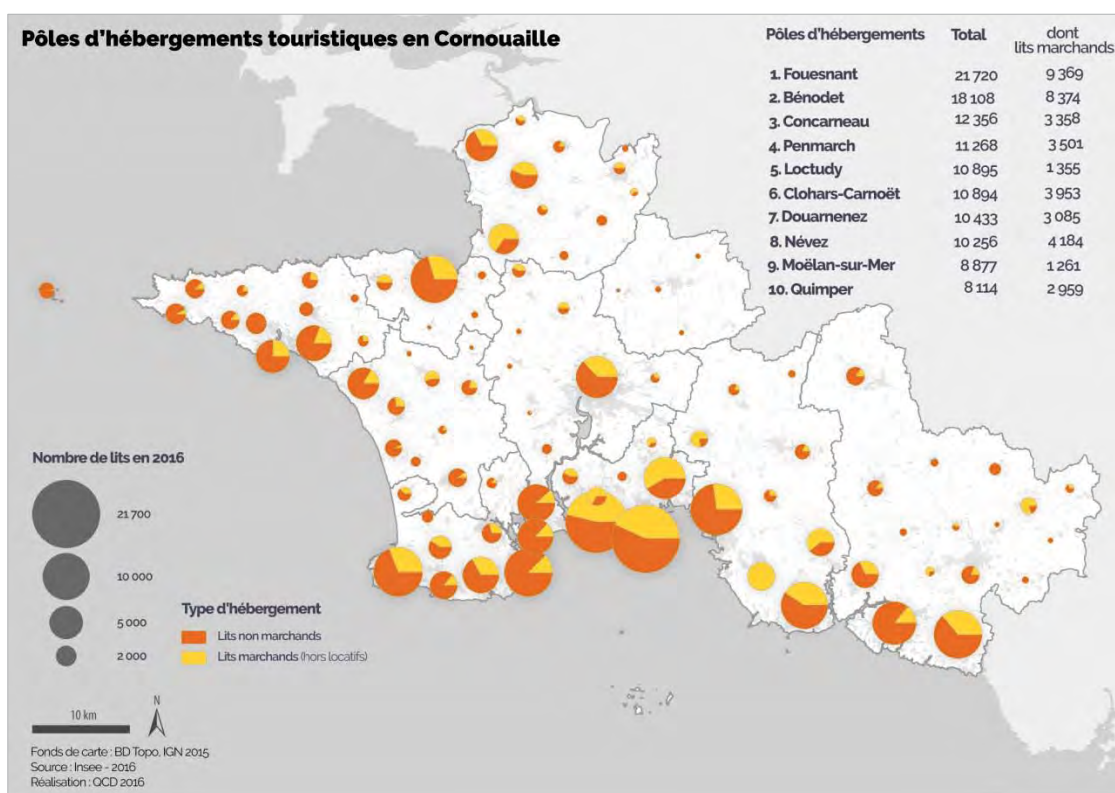 Pôles d'hébergements touristiques en Cornouaille
Pôles d'hébergements Total dont lits marchands
1. Fouesnant 21 720 9 369
2. Bénodet 18 108 8 374
3. Concarneau 12 356 3 358
4. Penmarch 11 268 3 501
5. Loctudy 10 895 1 355
6. Clohars-Carnoët 10 894 3 953
7. Douarnenez 10 433 3 085
8. Névez 10 256 4 184
9. Moëlan-sur-Mer 8 877 1 261
10. Quimper 8 114 2 959
Nombre de lits en 2016
21 700
10 000
5 000
2 000
Type d'hébergement
Lits non marchands
Lits marchands (hors locatifs)
10 km
N
Fonds de carte : BD Topo, IGN 2015
Source : Insee - 2016
Réalisation : QCD 2016